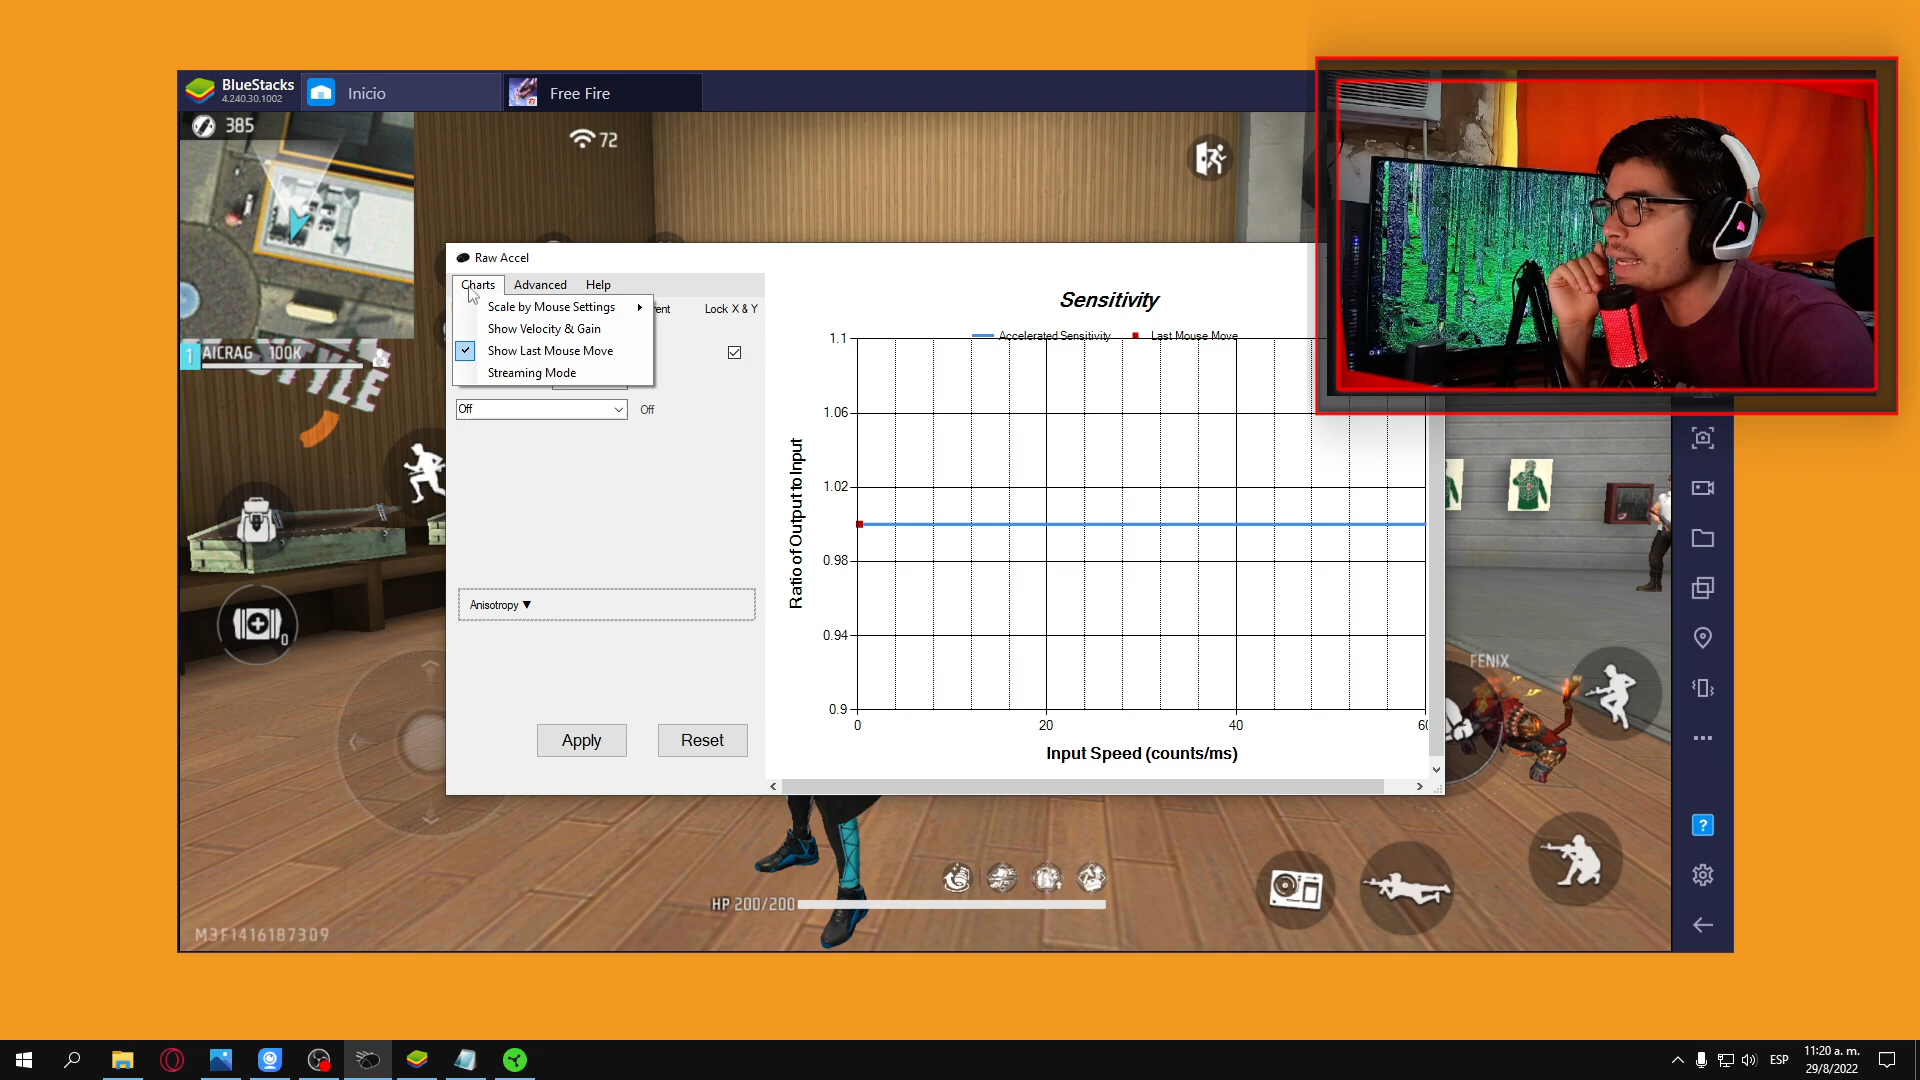 BlueStacks
4.240.30.1002
Inicio
Free Fire
385
72
1 AICRAG 100K
0
FENIX
HP 200/200
M3F1416187309
Raw Accel
Charts Advanced Help
Scale by Mouse Settings
Show Velocity & Gain
Show Last Mouse Move
Streaming Mode
Lock X & Y
Off
Off
Anisotropy ▼
Apply
Reset
Sensitivity
Accelerated Sensitivity
Last Mouse Move
1.1
1.06
1.02
0.98
0.94
0.9
0
20
40
Ratio of Output to Input
Input Speed (counts/ms)
?
ESP
11:20 a. m.
29/8/2022